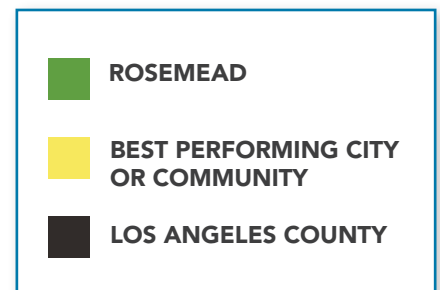 ROSEMEAD
BEST PERFORMING CITY
OR COMMUNITY
LOS ANGELES COUNTY